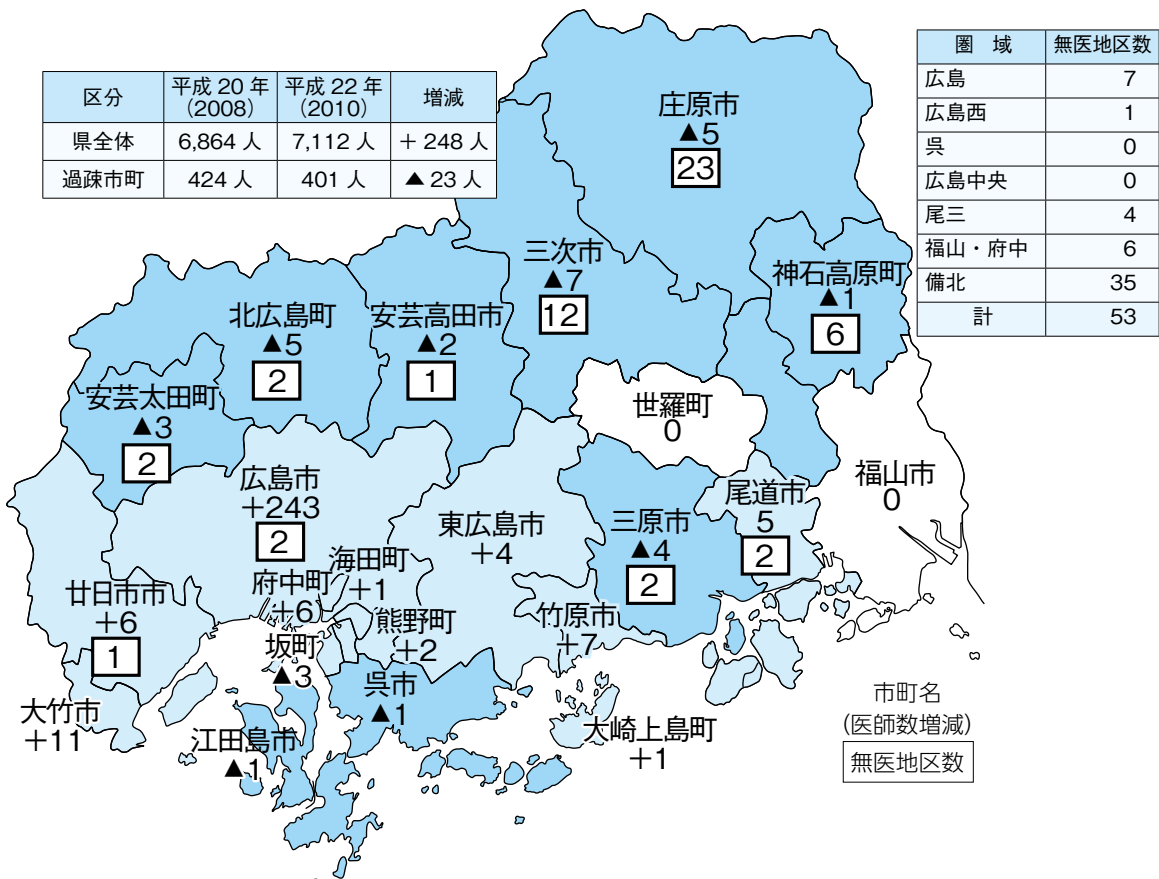 区分 平成 20 年 (2008) 平成 22 年 (2010) 増減
県全体 6,864 人 7,112 人 + 248 人
過疎市町 424 人 401 人 ▲ 23 人
圏 域 無医地区数
広島 7
広島西 1
呉 0
広島中央 0
尾三 4
福山・府中 6
備北 35
計 53
庄原市
▲5
23
三次市
▲7
12
神石高原町
▲1
6
北広島町
▲5
2
安芸高田市
▲2
1
安芸太田町
▲3
2
世羅町
0
福山市
0
広島市
+243
2
東広島市
+4
三原市
▲4
2
尾道市
5
2
海田町
+1
府中町
+6
廿日市市
+6
1
熊野町
+2
竹原市
+7
坂町
▲3
呉市
▲1
大竹市
+11
江田島市
▲1
大崎上島町
+1
市町名
(医師数増減)
無医地区数